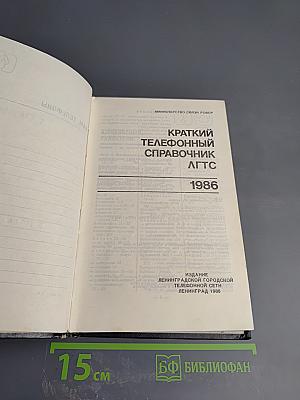 МИНИСТЕРСТВО СВЯЗИ РСФСР
КРАТКИЙ
ТЕЛЕФОННЫЙ
СПРАВОЧНИК
ЛГТС
1986
ИЗДАНИЕ
ЛЕНИНГРАДСКОЙ ГОРОДСКОЙ
ТЕЛЕФОННОЙ СЕТИ
ЛЕНИНГРАД 1986
15 см
БФ БИБЛИОФАН